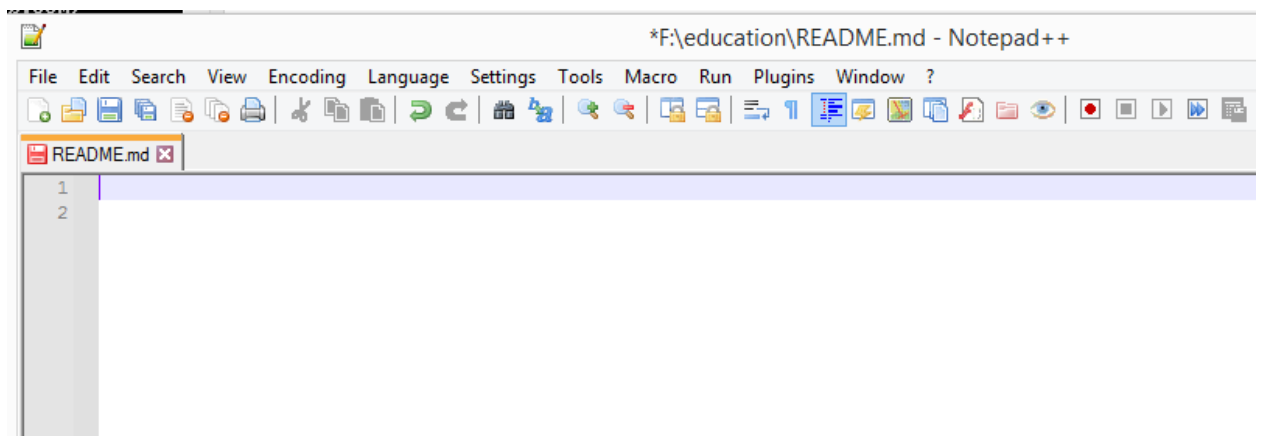 *F:\education\README.md - Notepad++
File Edit Search View Encoding Language Settings Tools Macro Run Plugins Window ?
README.md
1
2